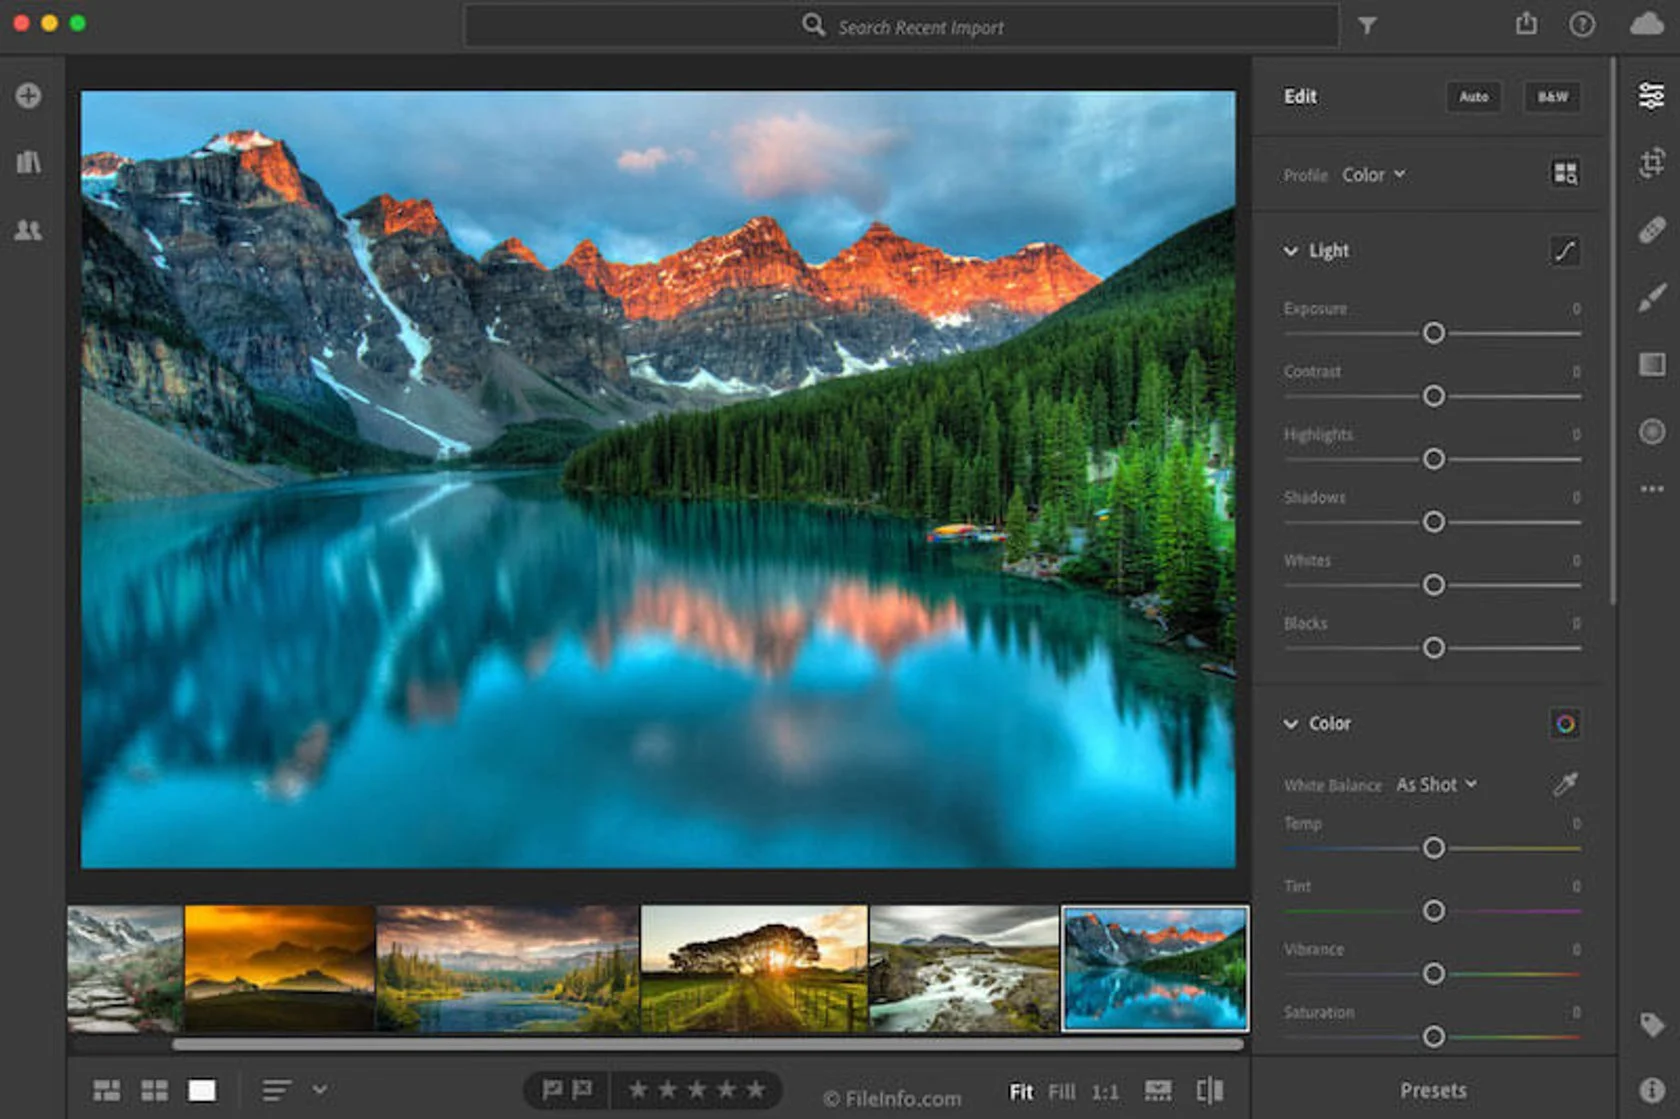 Search Recent Import
Edit
Auto
B&W
Profile Color
Light
Exposure 0
Contrast 0
Highlights 0
Shadows 0
Whites 0
Blacks 0
Color
White Balance As Shot
Temp 0
Tint 0
Vibrance 0
Saturation 0
© FileInfo.com
Fit Fill 1:1
Presets